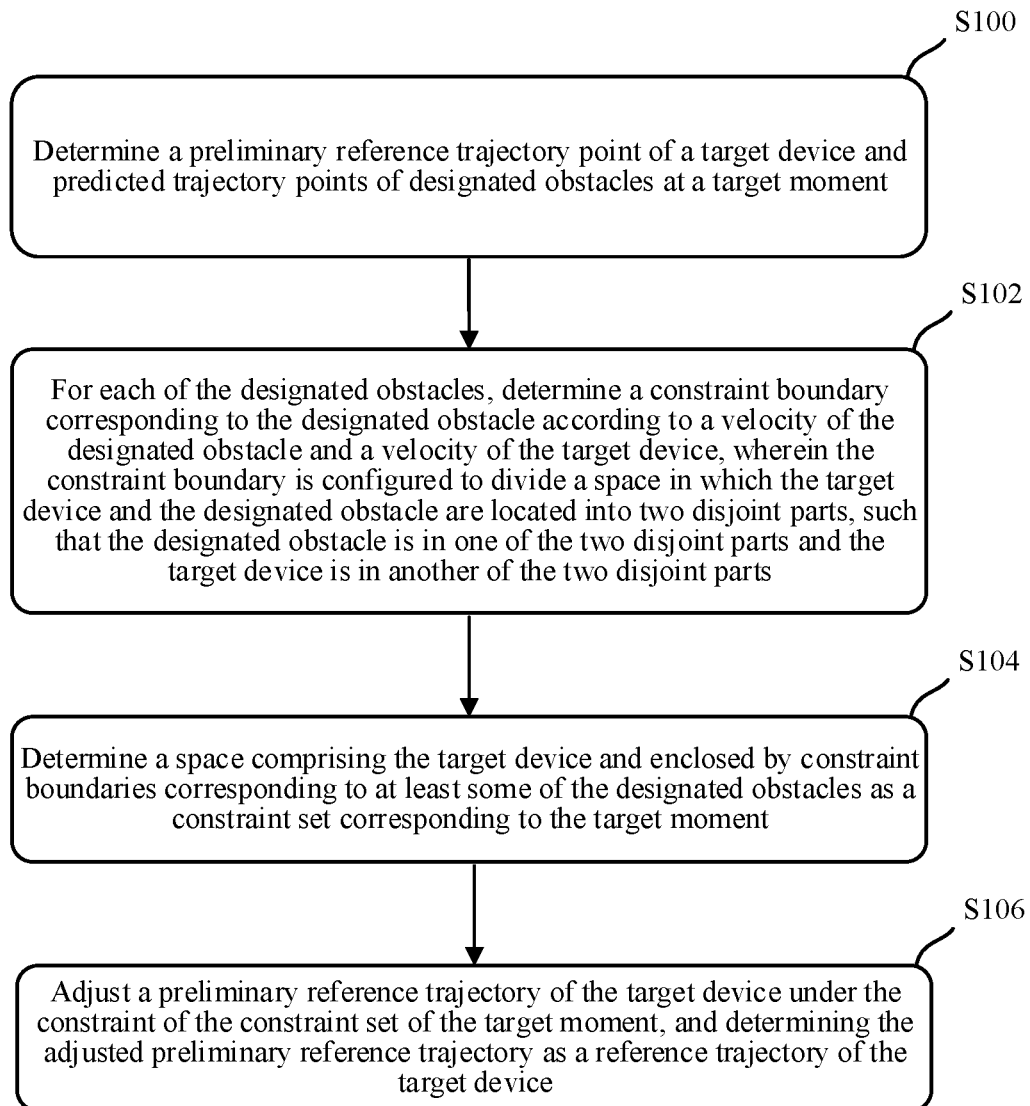 S100
Determine a preliminary reference trajectory point of a target device and
predicted trajectory points of designated obstacles at a target moment
S102
For each of the designated obstacles, determine a constraint boundary
corresponding to the designated obstacle according to a velocity of the
designated obstacle and a velocity of the target device, wherein the
constraint boundary is configured to divide a space in which the target
device and the designated obstacle are located into two disjoint parts, such
that the designated obstacle is in one of the two disjoint parts and the
target device is in another of the two disjoint parts
S104
Determine a space comprising the target device and enclosed by constraint
boundaries corresponding to at least some of the designated obstacles as a
constraint set corresponding to the target moment
S106
Adjust a preliminary reference trajectory of the target device under the
constraint of the constraint set of the target moment, and determining the
adjusted preliminary reference trajectory as a reference trajectory of the
target device